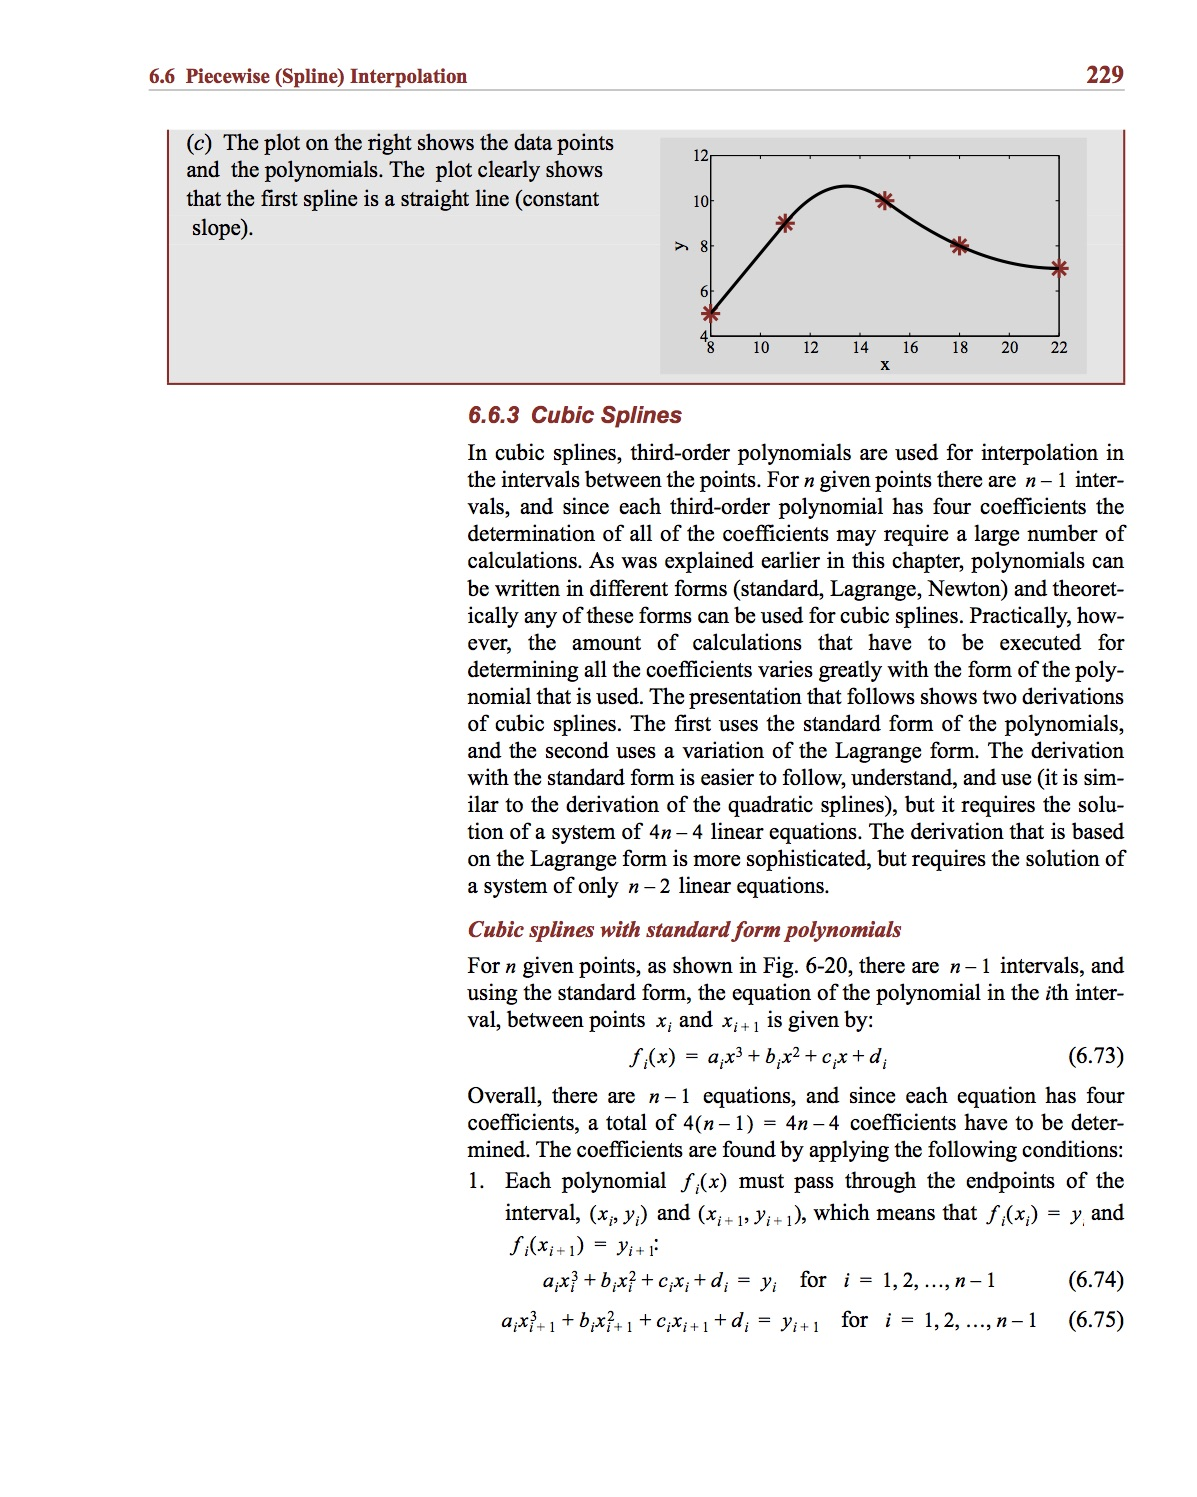 6.6 Piecewise (Spline) Interpolation 229
(c) The plot on the right shows the data points
and the polynomials. The plot clearly shows
that the first spline is a straight line (constant
slope).
12
10
8
6
4
y
8 10 12 14 16 18 20 22
x
6.6.3 Cubic Splines
In cubic splines, third-order polynomials are used for interpolation in
the intervals between the points. For n given points there are n – 1 inter-
vals, and since each third-order polynomial has four coefficients the
determination of all of the coefficients may require a large number of
calculations. As was explained earlier in this chapter, polynomials can
be written in different forms (standard, Lagrange, Newton) and theoret-
ically any of these forms can be used for cubic splines. Practically, how-
ever, the amount of calculations that have to be executed for
determining all the coefficients varies greatly with the form of the poly-
nomial that is used. The presentation that follows shows two derivations
of cubic splines. The first uses the standard form of the polynomials,
and the second uses a variation of the Lagrange form. The derivation
with the standard form is easier to follow, understand, and use (it is sim-
ilar to the derivation of the quadratic splines), but it requires the solu-
tion of a system of 4n – 4 linear equations. The derivation that is based
on the Lagrange form is more sophisticated, but requires the solution of
a system of only n – 2 linear equations.
Cubic splines with standard form polynomials
For n given points, as shown in Fig. 6-20, there are n – 1 intervals, and
using the standard form, the equation of the polynomial in the ith inter-
val, between points x_i and x_{i+1} is given by:
f_i(x) = a_i x³ + b_i x² + c_i x + d_i (6.73)
Overall, there are n – 1 equations, and since each equation has four
coefficients, a total of 4(n – 1) = 4n – 4 coefficients have to be deter-
mined. The coefficients are found by applying the following conditions:
1. Each polynomial f_i(x) must pass through the endpoints of the
interval, (x_i, y_i) and (x_{i+1}, y_{i+1}), which means that f_i(x_i) = y_i and
f_i(x_{i+1}) = y_{i+1}:
a_i x_i³ + b_i x_i² + c_i x_i + d_i = y_i for i = 1, 2, ..., n – 1 (6.74)
a_i x_{i+1}³ + b_i x_{i+1}² + c_i x_{i+1} + d_i = y_{i+1} for i = 1, 2, ..., n – 1 (6.75)